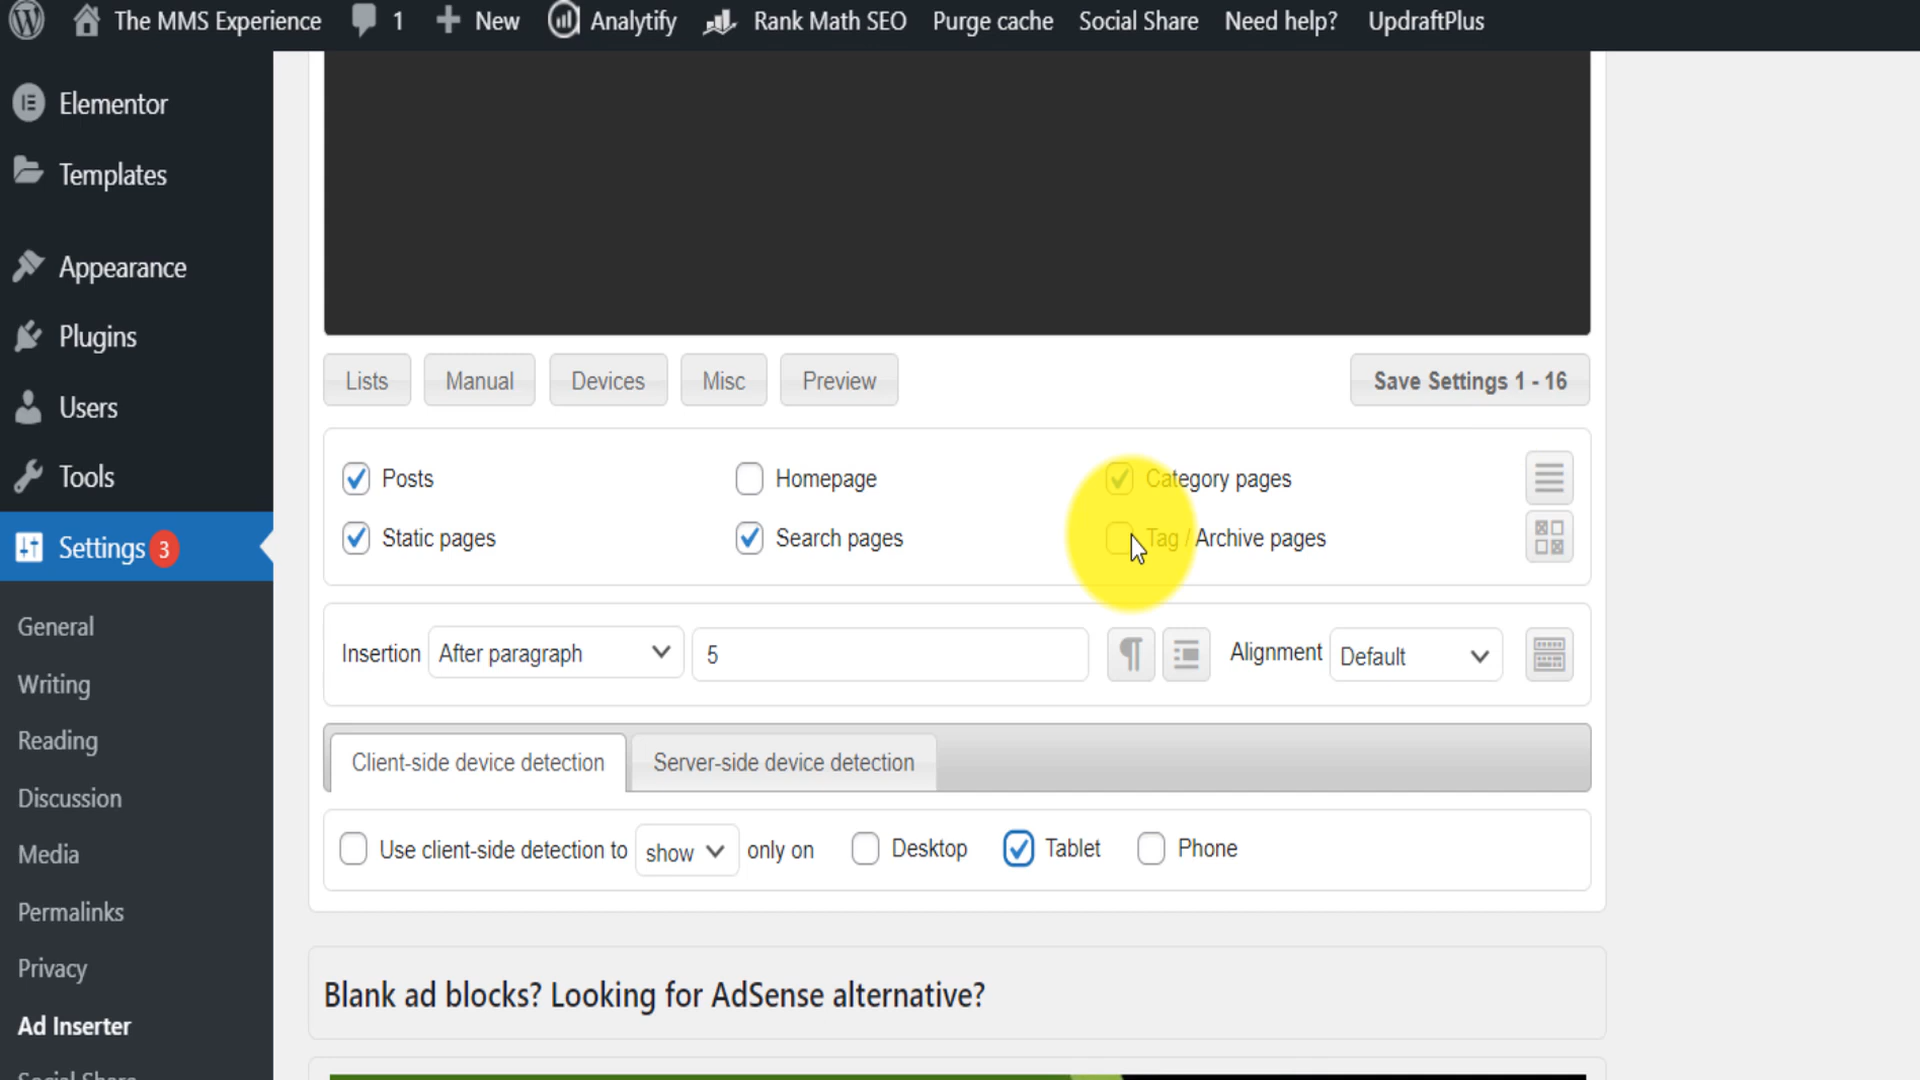 The MMS Experience 1 New Analytify Rank Math SEO Purge cache Social Share Need help? UpdraftPlus
Elementor
Templates
Appearance
Plugins
Users
Tools
Settings 3
General
Writing
Reading
Discussion
Media
Permalinks
Privacy
Ad Inserter
Social Share
Lists Manual Devices Misc Preview Save Settings 1 - 16
Posts Homepage Category pages
Static pages Search pages Tag / Archive pages
Insertion After paragraph 5 Alignment Default
Client-side device detection Server-side device detection
Use client-side detection to show only on Desktop Tablet Phone
Blank ad blocks? Looking for AdSense alternative?